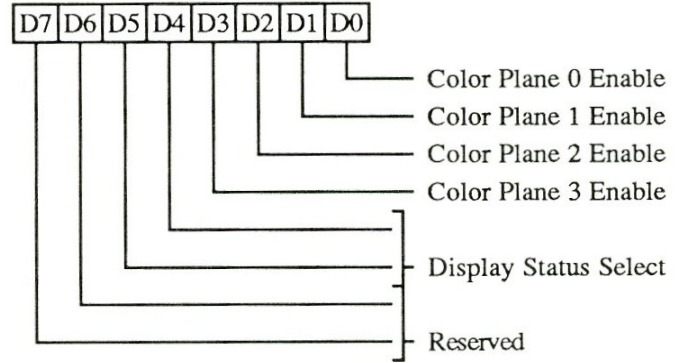 D7 D6 D5 D4 D3 D2 D1 D0
Color Plane 0 Enable
Color Plane 1 Enable
Color Plane 2 Enable
Color Plane 3 Enable
Display Status Select
Reserved